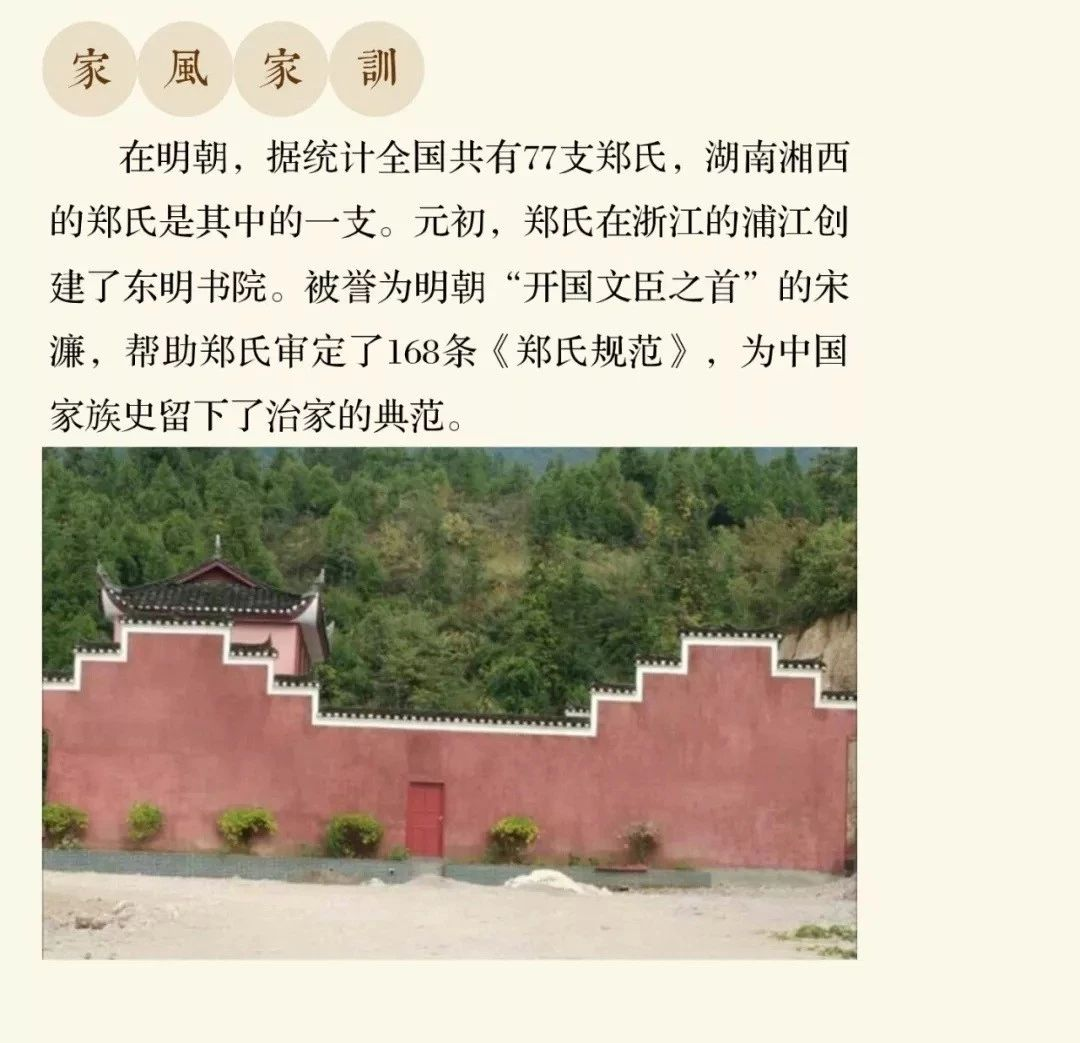 家風家訓
在明朝，据统计全国共有77支郑氏，湖南湘西
的郑氏是其中的一支。元初，郑氏在浙江的浦江创
建了东明书院。被誉为明朝“开国文臣之首”的宋
濂，帮助郑氏审定了168条《郑氏规范》，为中国
家族史留下了治家的典范。